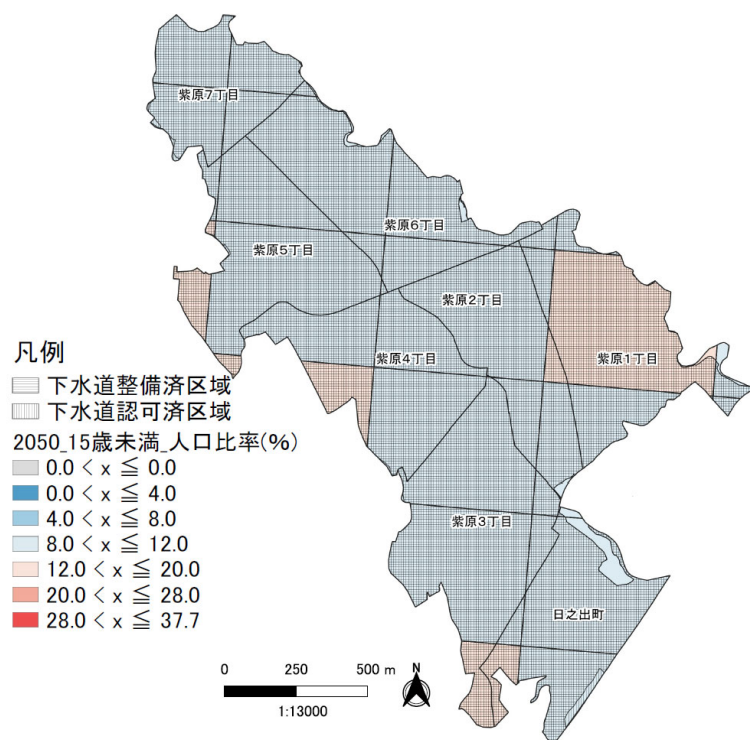 紫原7丁目
紫原6丁目
紫原5丁目
紫原2丁目
紫原4丁目
紫原1丁目
紫原3丁目
日之出町
凡例
下水道整備済区域
下水道認可済区域
2050_15歳未満_人口比率(%)
0.0 < x ≦ 0.0
0.0 < x ≦ 4.0
4.0 < x ≦ 8.0
8.0 < x ≦ 12.0
12.0 < x ≦ 20.0
20.0 < x ≦ 28.0
28.0 < x ≦ 37.7
0 250 500 m
N
1:13000